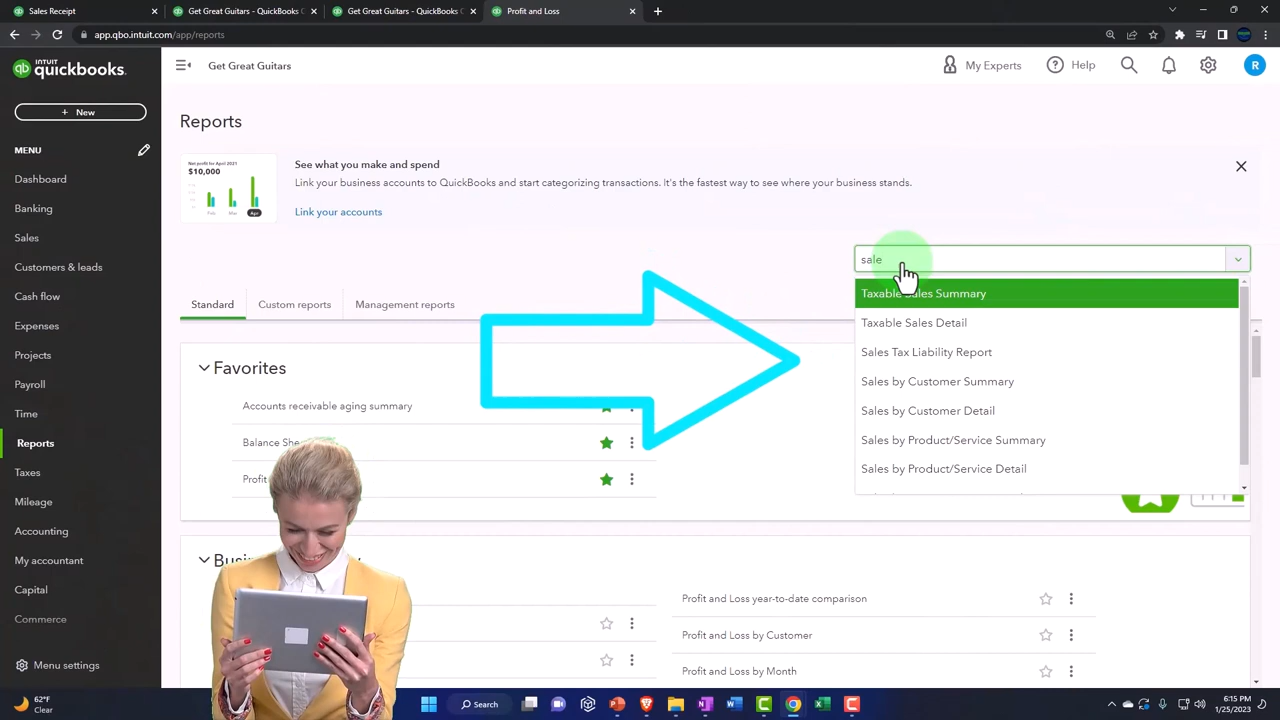 Sales Receipt
Get Great Guitars - QuickBooks C
Get Great Guitars - QuickBooks C
Profit and Loss
app.qbo.intuit.com/app/reports
INTUIT
quickbooks.
Get Great Guitars
My Experts
Help
R
+ New
MENU
Dashboard
Banking
Sales
Customers & leads
Cash flow
Expenses
Projects
Payroll
Time
Reports
Taxes
Mileage
Accounting
My accountant
Capital
Commerce
Menu settings
Reports
Net profit for April 2021
$10,000
Feb Mar Apr
See what you make and spend
Link your business accounts to QuickBooks and start categorizing transactions. It's the fastest way to see where your business stands.
Link your accounts
sale
Taxable Sales Summary
Taxable Sales Detail
Sales Tax Liability Report
Sales by Customer Summary
Sales by Customer Detail
Sales by Product/Service Summary
Sales by Product/Service Detail
Standard
Custom reports
Management reports
Favorites
Accounts receivable aging summary
Balance She
Profit
Profit and Loss year-to-date comparison
Profit and Loss by Customer
Profit and Loss by Month
62°F
Clear
Search
6:15 PM
1/25/2023